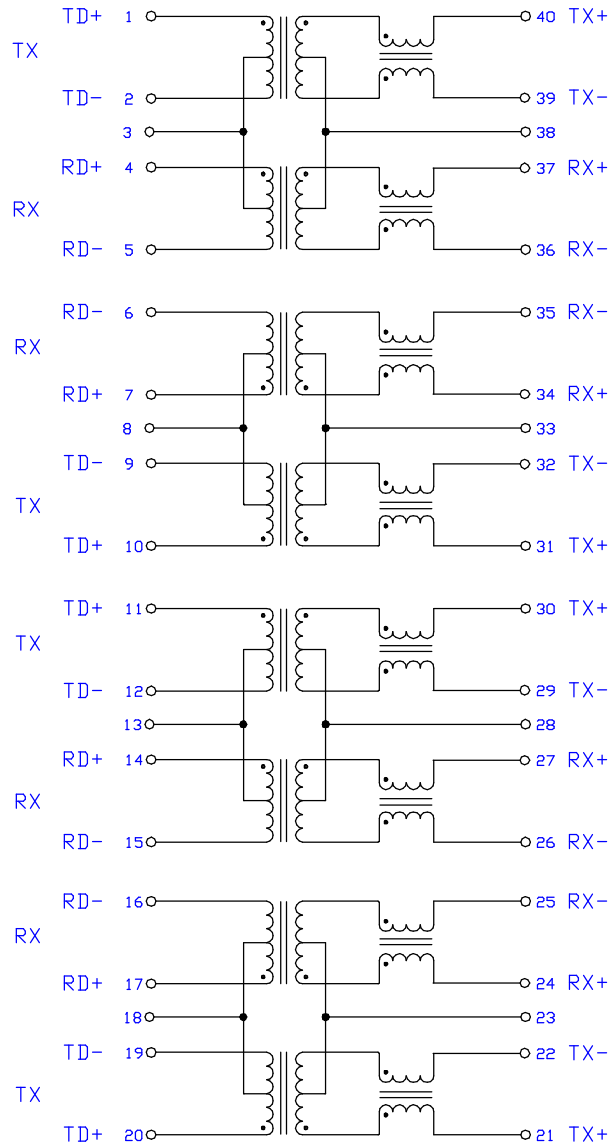 TD+ 1 40 TX+
TX
TD- 2 39 TX-
3 38
RD+ 4 37 RX+
RX
RD- 5 36 RX-
RD- 6 35 RX-
RX
RD+ 7 34 RX+
8 33
TD- 9 32 TX-
TX
TD+ 10 31 TX+
TD+ 11 30 TX+
TX
TD- 12 29 TX-
13 28
RD+ 14 27 RX+
RX
RD- 15 26 RX-
RD- 16 25 RX-
RX
RD+ 17 24 RX+
18 23
TD- 19 22 TX-
TX
TD+ 20 21 TX+